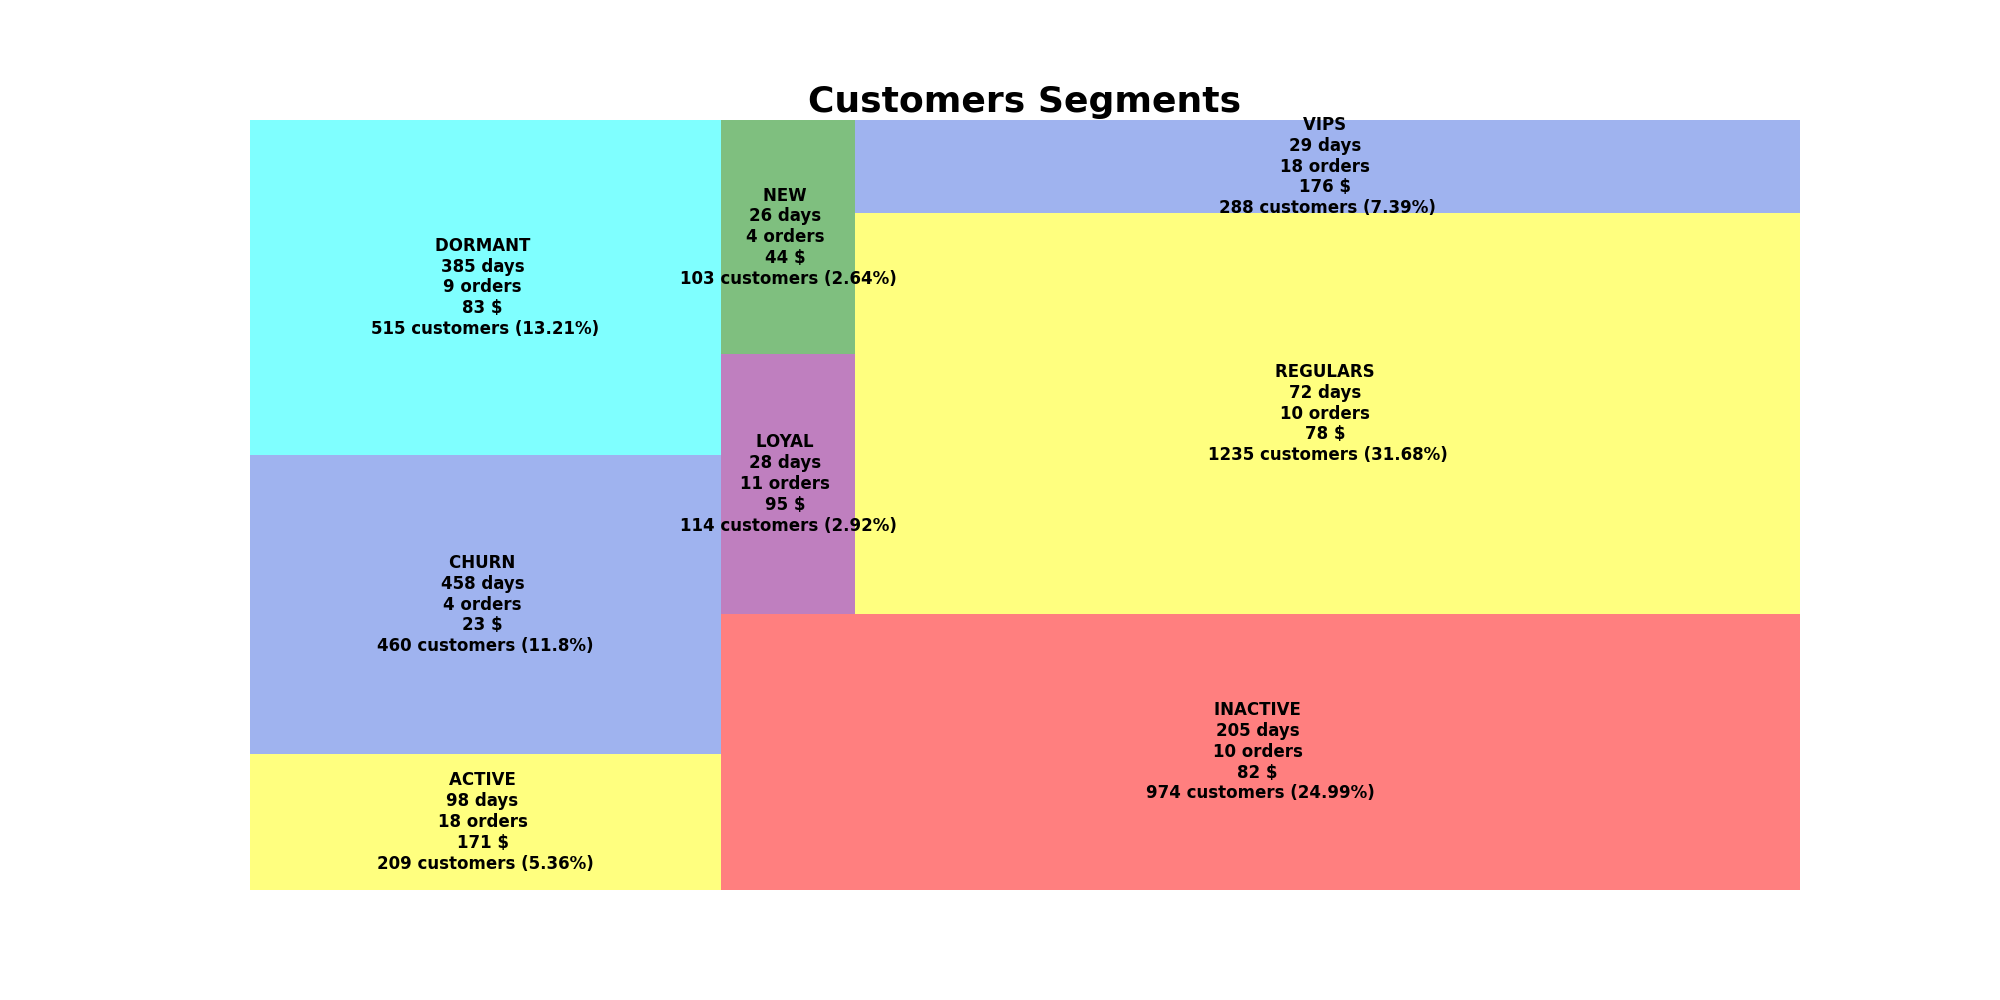 Customers Segments
DORMANT
385 days
9 orders
83 $
515 customers (13.21%)
CHURN
458 days
4 orders
23 $
460 customers (11.8%)
ACTIVE
98 days
18 orders
171 $
209 customers (5.36%)
NEW
26 days
4 orders
44 $
103 customers (2.64%)
LOYAL
28 days
11 orders
95 $
114 customers (2.92%)
VIPS
29 days
18 orders
176 $
288 customers (7.39%)
REGULARS
72 days
10 orders
78 $
1235 customers (31.68%)
INACTIVE
205 days
10 orders
82 $
974 customers (24.99%)